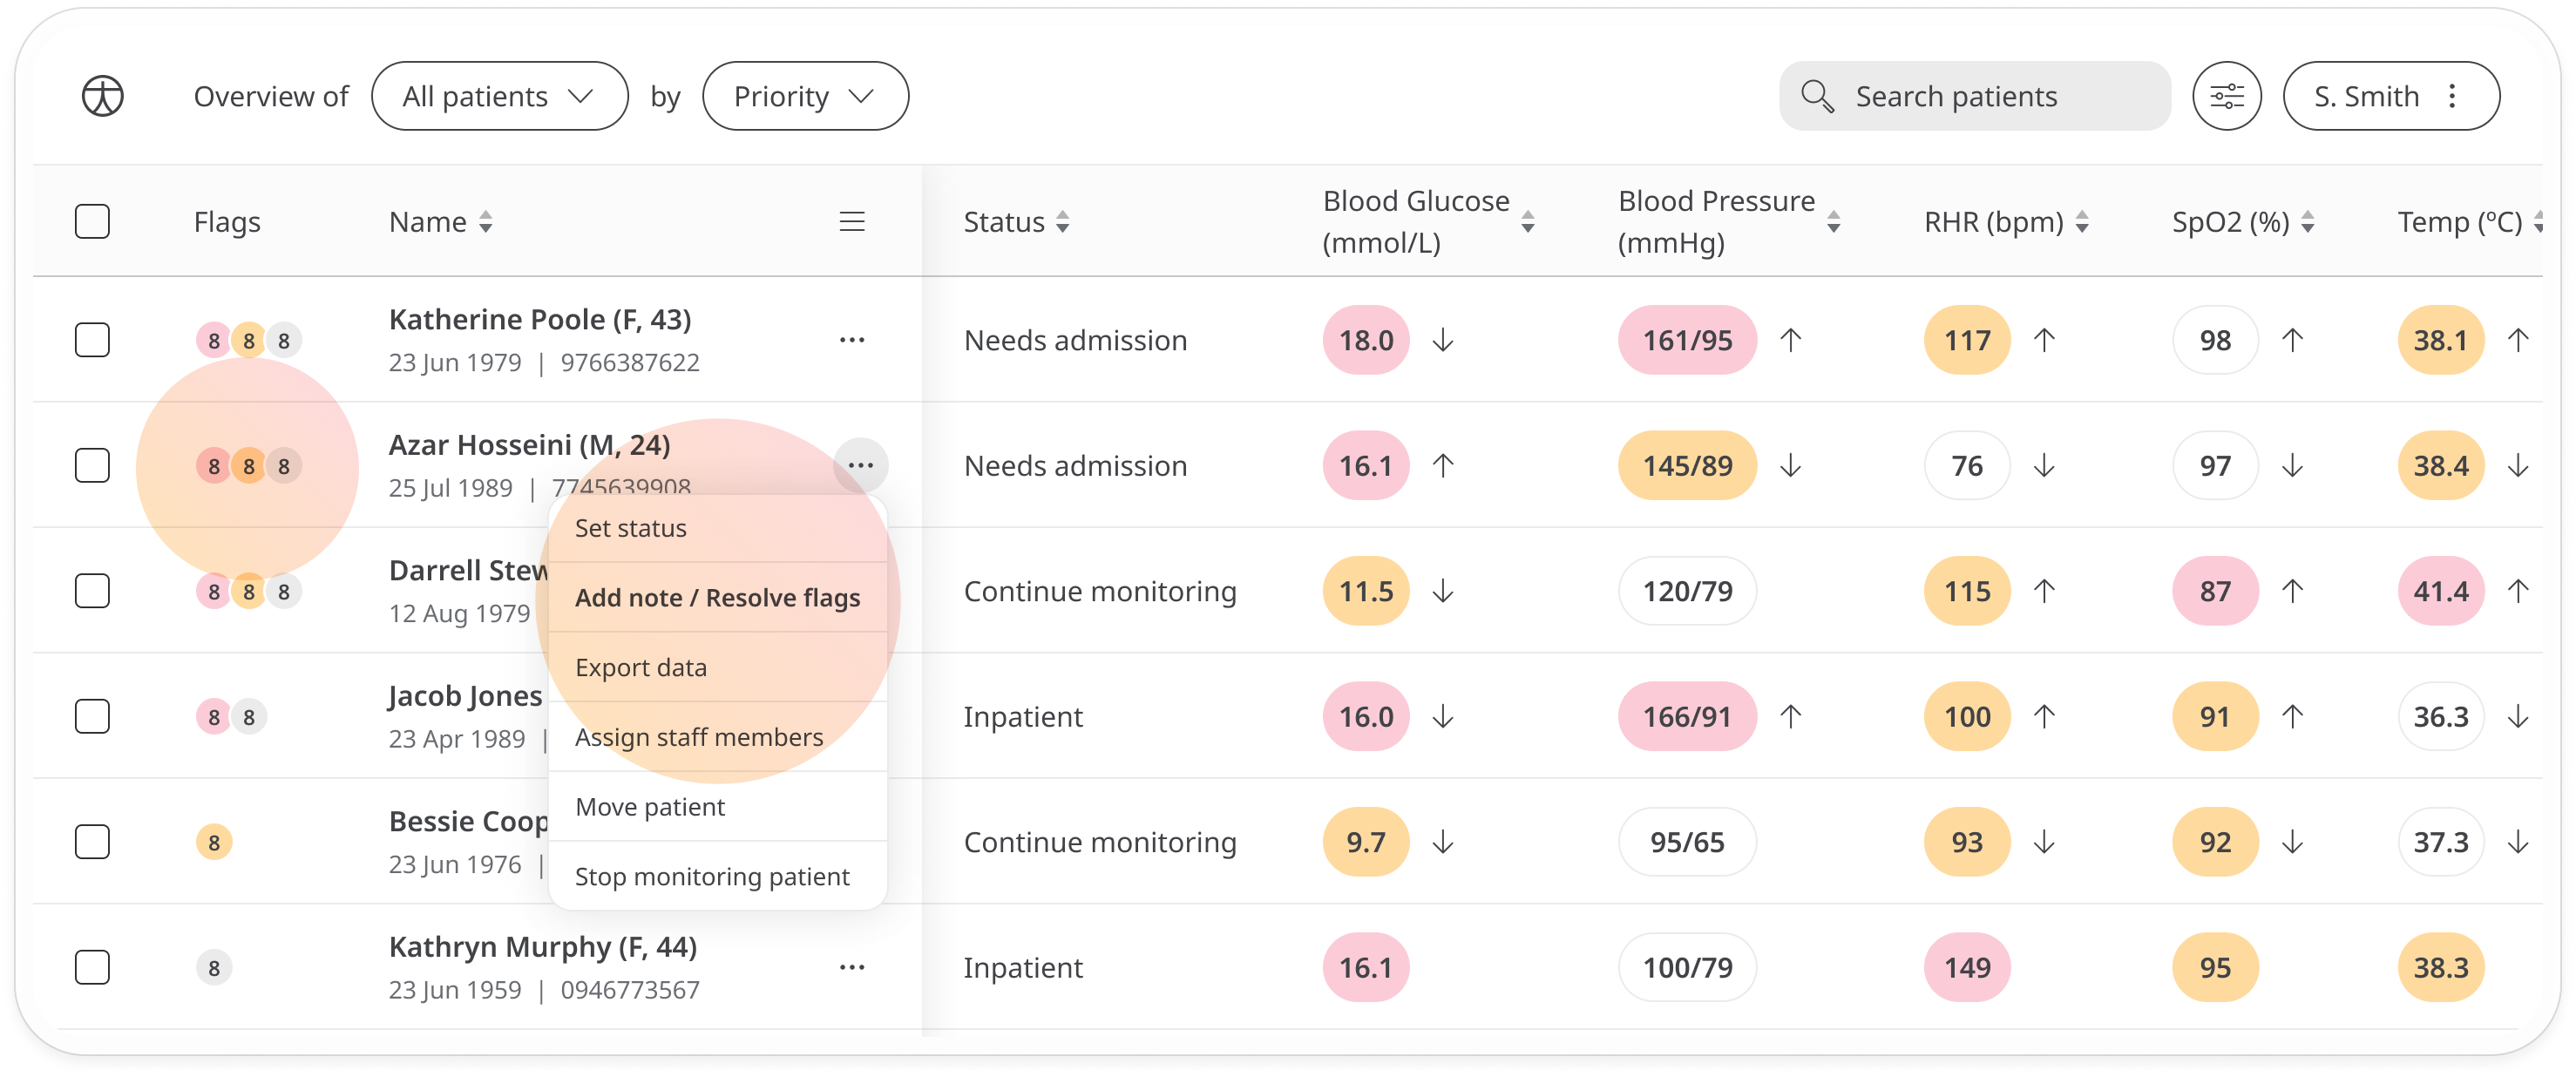 Overview of All patients by Priority Search patients S. Smith
Flags Name Status Blood Glucose (mmol/L) Blood Pressure (mmHg) RHR (bpm) SpO2 (%) Temp (ºC)
8 8 8 Katherine Poole (F, 43) Needs admission 18.0 161/95 117 98 38.1
23 Jun 1979 | 9766387622
8 8 8 Azar Hosseini (M, 24) Needs admission 16.1 145/89 76 97 38.4
25 Jul 1989 | 7745639908
Set status
Add note / Resolve flags
Export data
Assign staff members
Move patient
Stop monitoring patient
8 8 8 Darrell Continue monitoring 11.5 120/79 115 87 41.4
12 Aug 1979
8 8 Jacob Jones Inpatient 16.0 166/91 100 91 36.3
23 Apr 1989 |
8 Bessie Continue monitoring 9.7 95/65 93 92 37.3
23 Jun 1976 |
8 Kathryn Murphy (F, 44) Inpatient 16.1 100/79 149 95 38.3
23 Jun 1959 | 0946773567